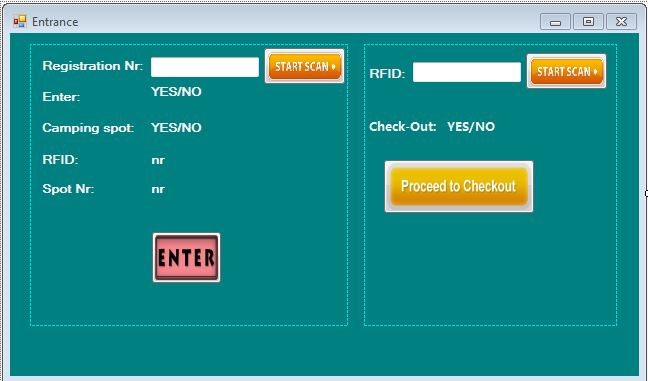 Entrance
Registration Nr:
START SCAN
Enter: YES/NO
Camping spot: YES/NO
RFID: nr
Spot Nr: nr
ENTER
RFID:
START SCAN
Check-Out: YES/NO
Proceed to Checkout